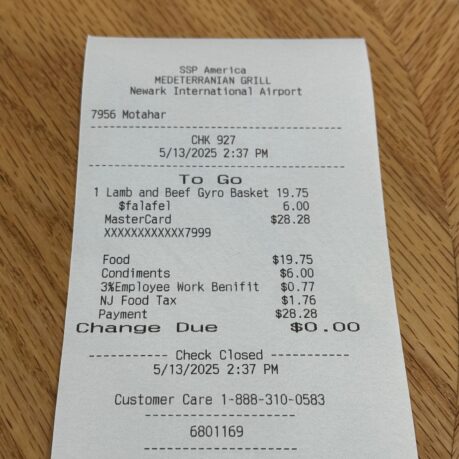 SSP America
MEDETERRANIAN GRILL
Newark International Airport
7956 Motahar
CHK 927
5/13/2025 2:37 PM
To Go
1 Lamb and Beef Gyro Basket 19.75
$falafel 6.00
MasterCard $28.28
XXXXXXXXXXXX7999
Food $19.75
Condiments $6.00
3%Employee Work Benifit $0.77
NJ Food Tax $1.76
Payment $28.28
Change Due $0.00
------------ Check Closed ------------
5/13/2025 2:37 PM
Customer Care 1-888-310-0583
6801169